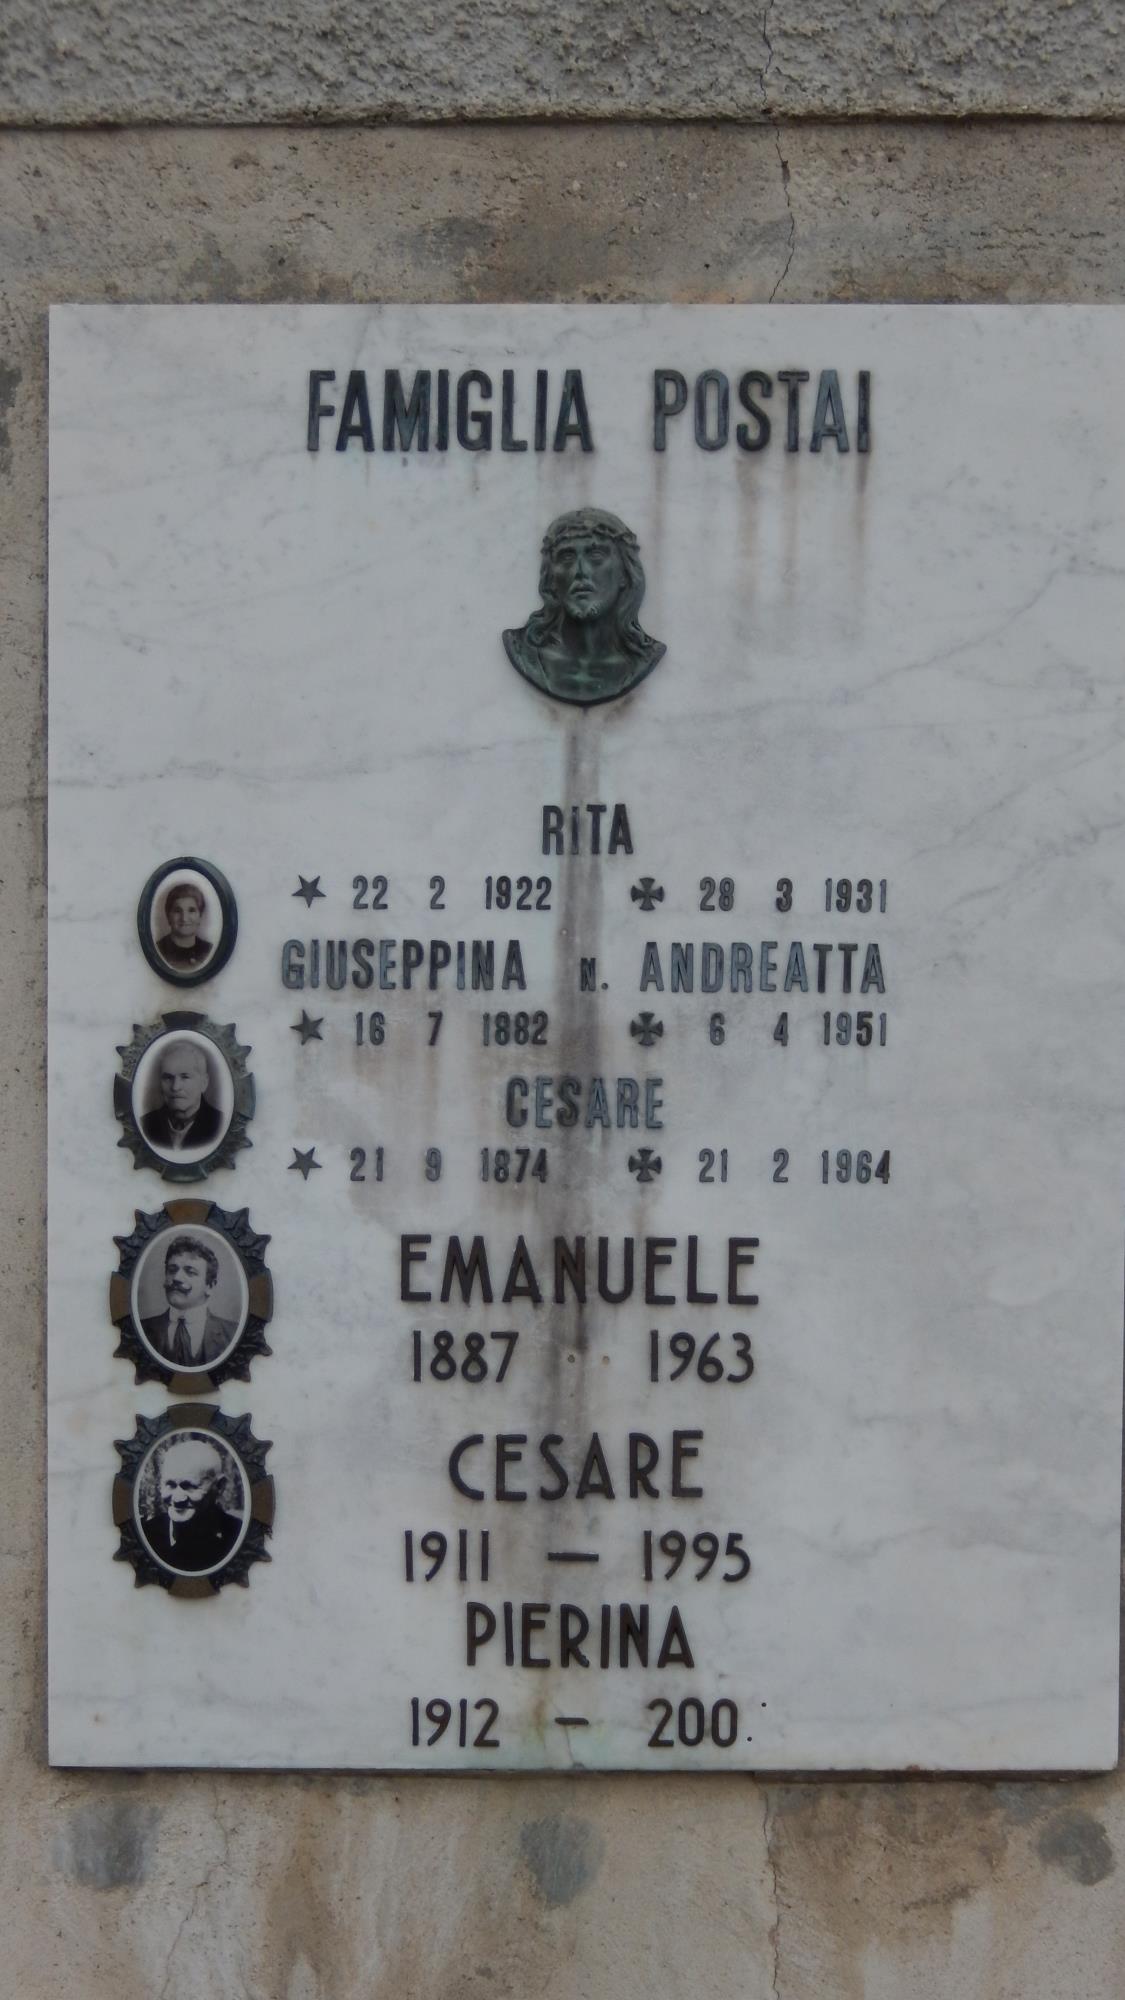 FAMIGLIA POSTAI
RITA
22 2 1922 28 3 1931
GIUSEPPINA N. ANDREATTA
16 7 1882 6 4 1951
CESARE
21 9 1874 21 2 1964
EMANUELE
1887 1963
CESARE
1911 — 1995
PIERINA
1912 – 200